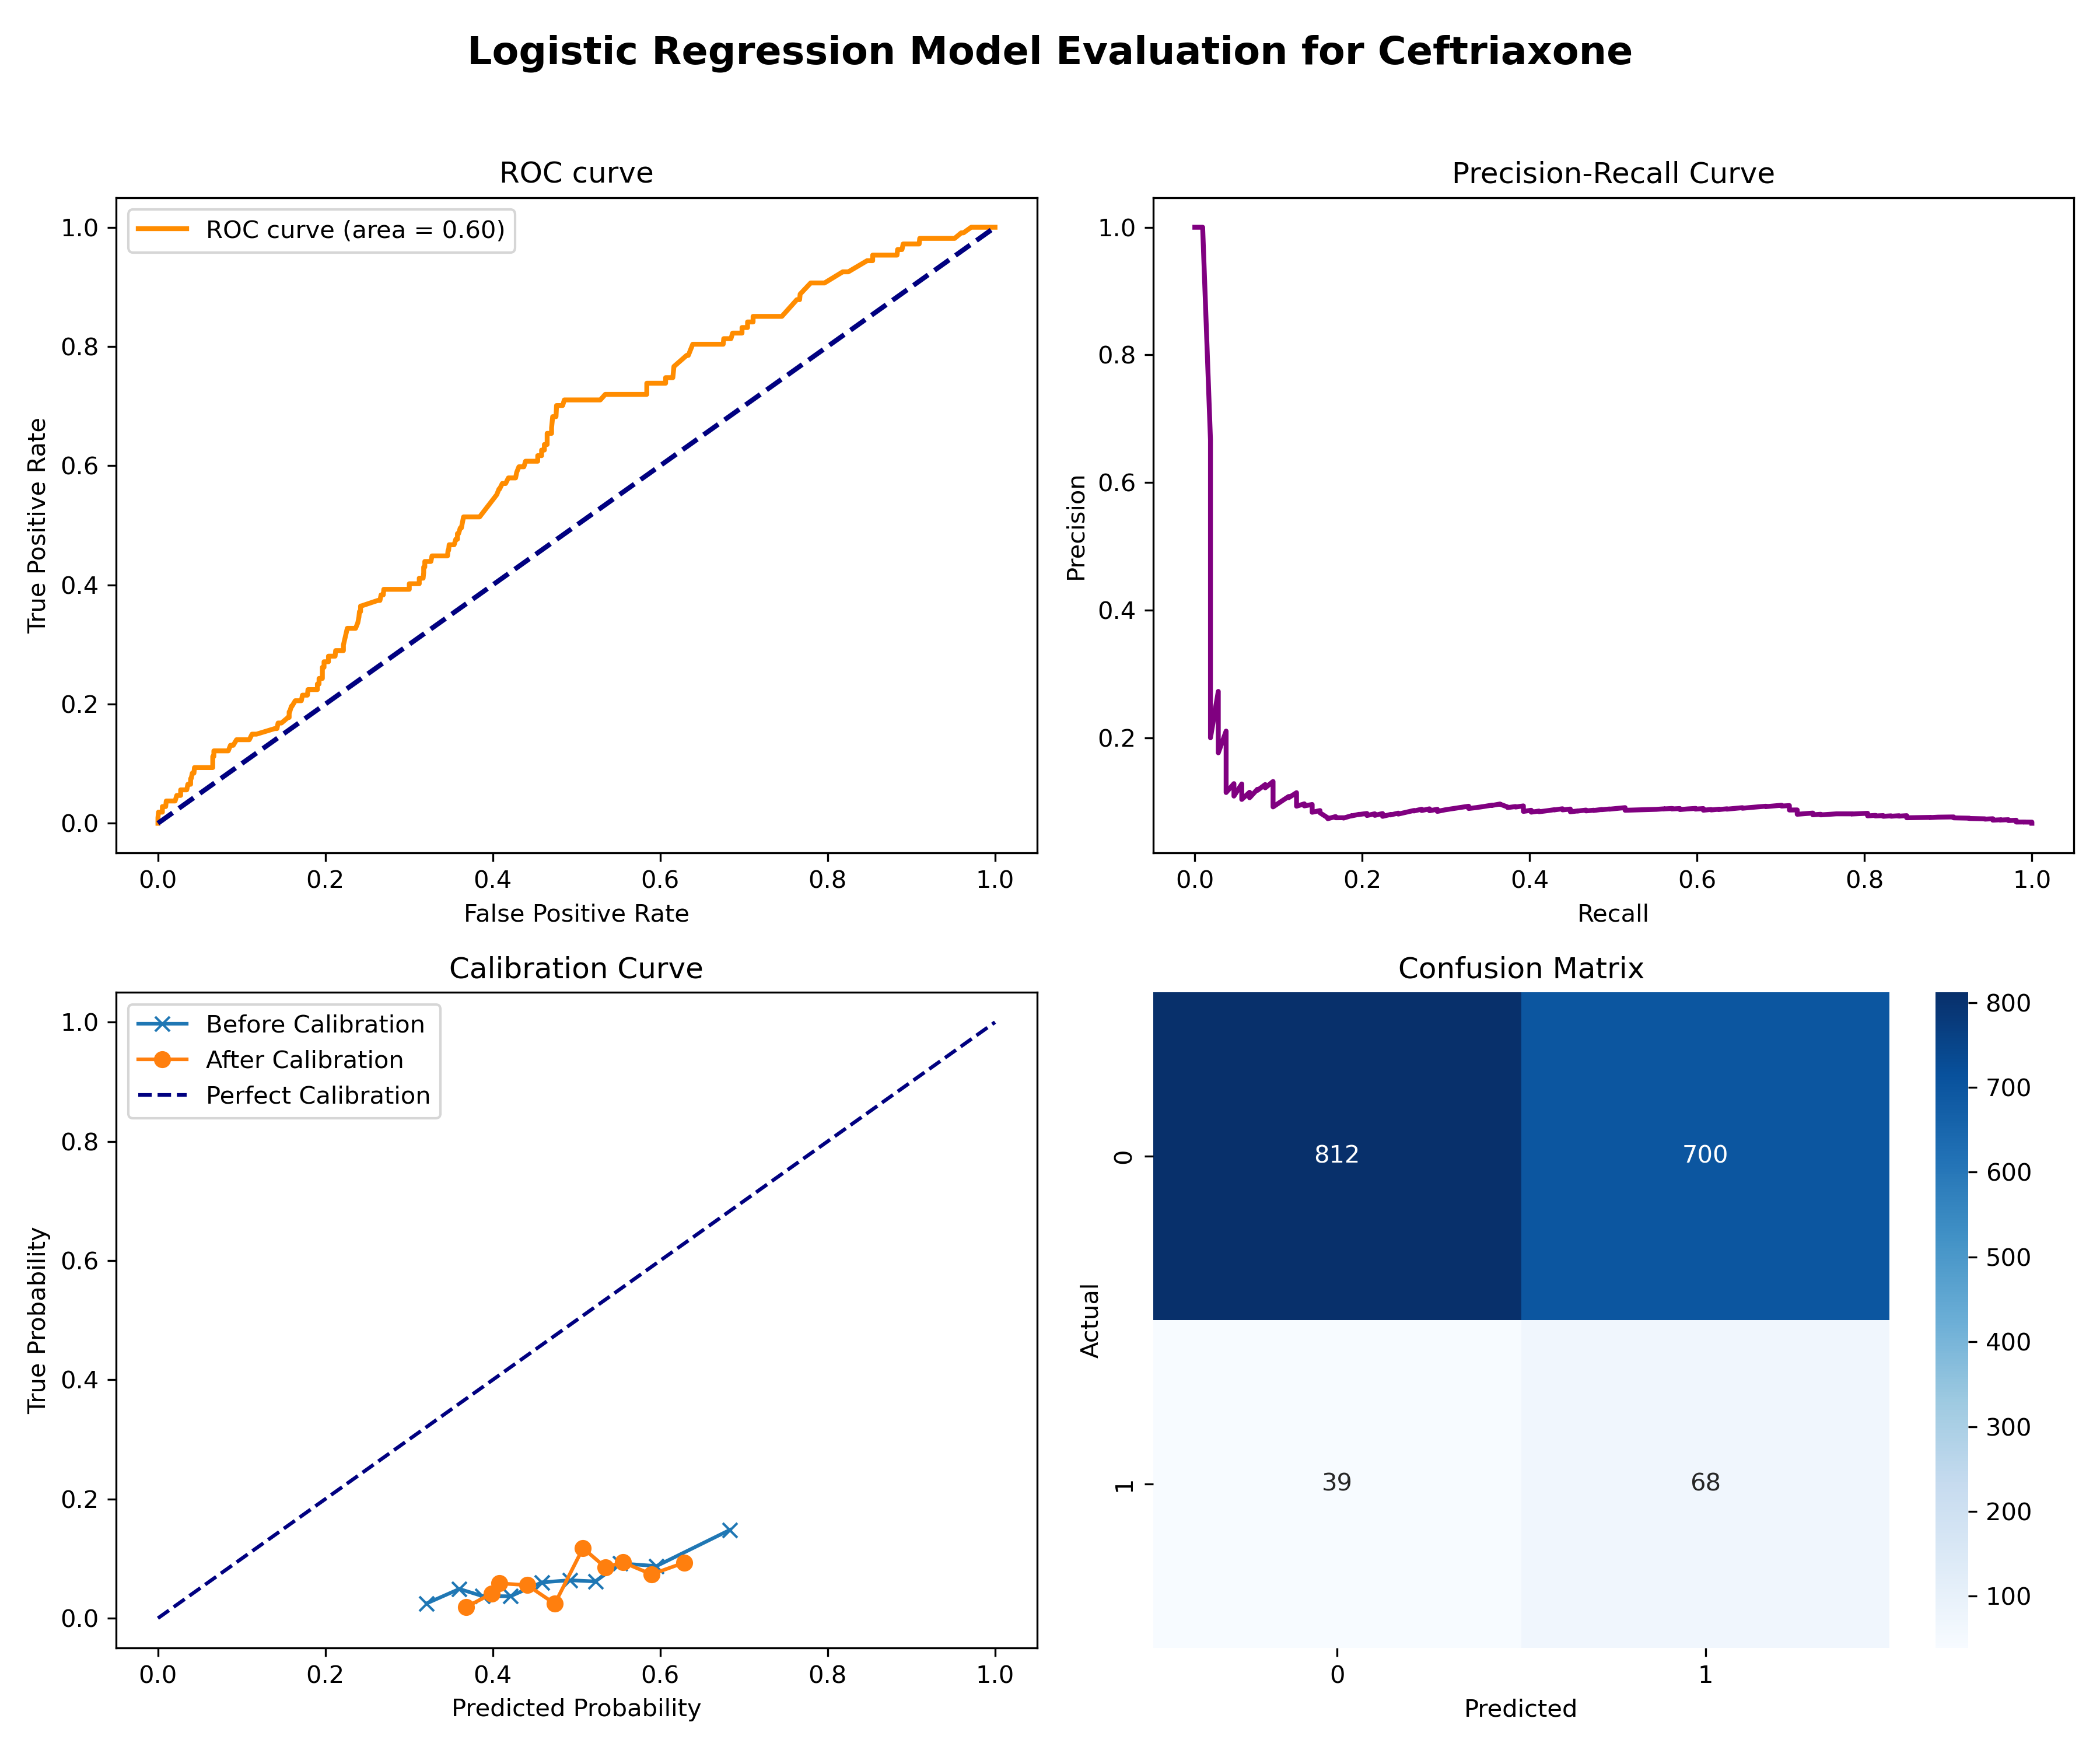 Logistic Regression Model Evaluation for Ceftriaxone
ROC curve
ROC curve (area = 0.60)
1.0
0.8
0.6
0.4
0.2
0.0
True Positive Rate
0.0 0.2 0.4 0.6 0.8 1.0
False Positive Rate
Precision-Recall Curve
1.0
0.8
0.6
0.4
0.2
Precision
0.0 0.2 0.4 0.6 0.8 1.0
Recall
Calibration Curve
Before Calibration
After Calibration
Perfect Calibration
1.0
0.8
0.6
0.4
0.2
0.0
True Probability
0.0 0.2 0.4 0.6 0.8 1.0
Predicted Probability
Confusion Matrix
812 700
39 68
0
1
Actual
0 1
Predicted
800
700
600
500
400
300
200
100